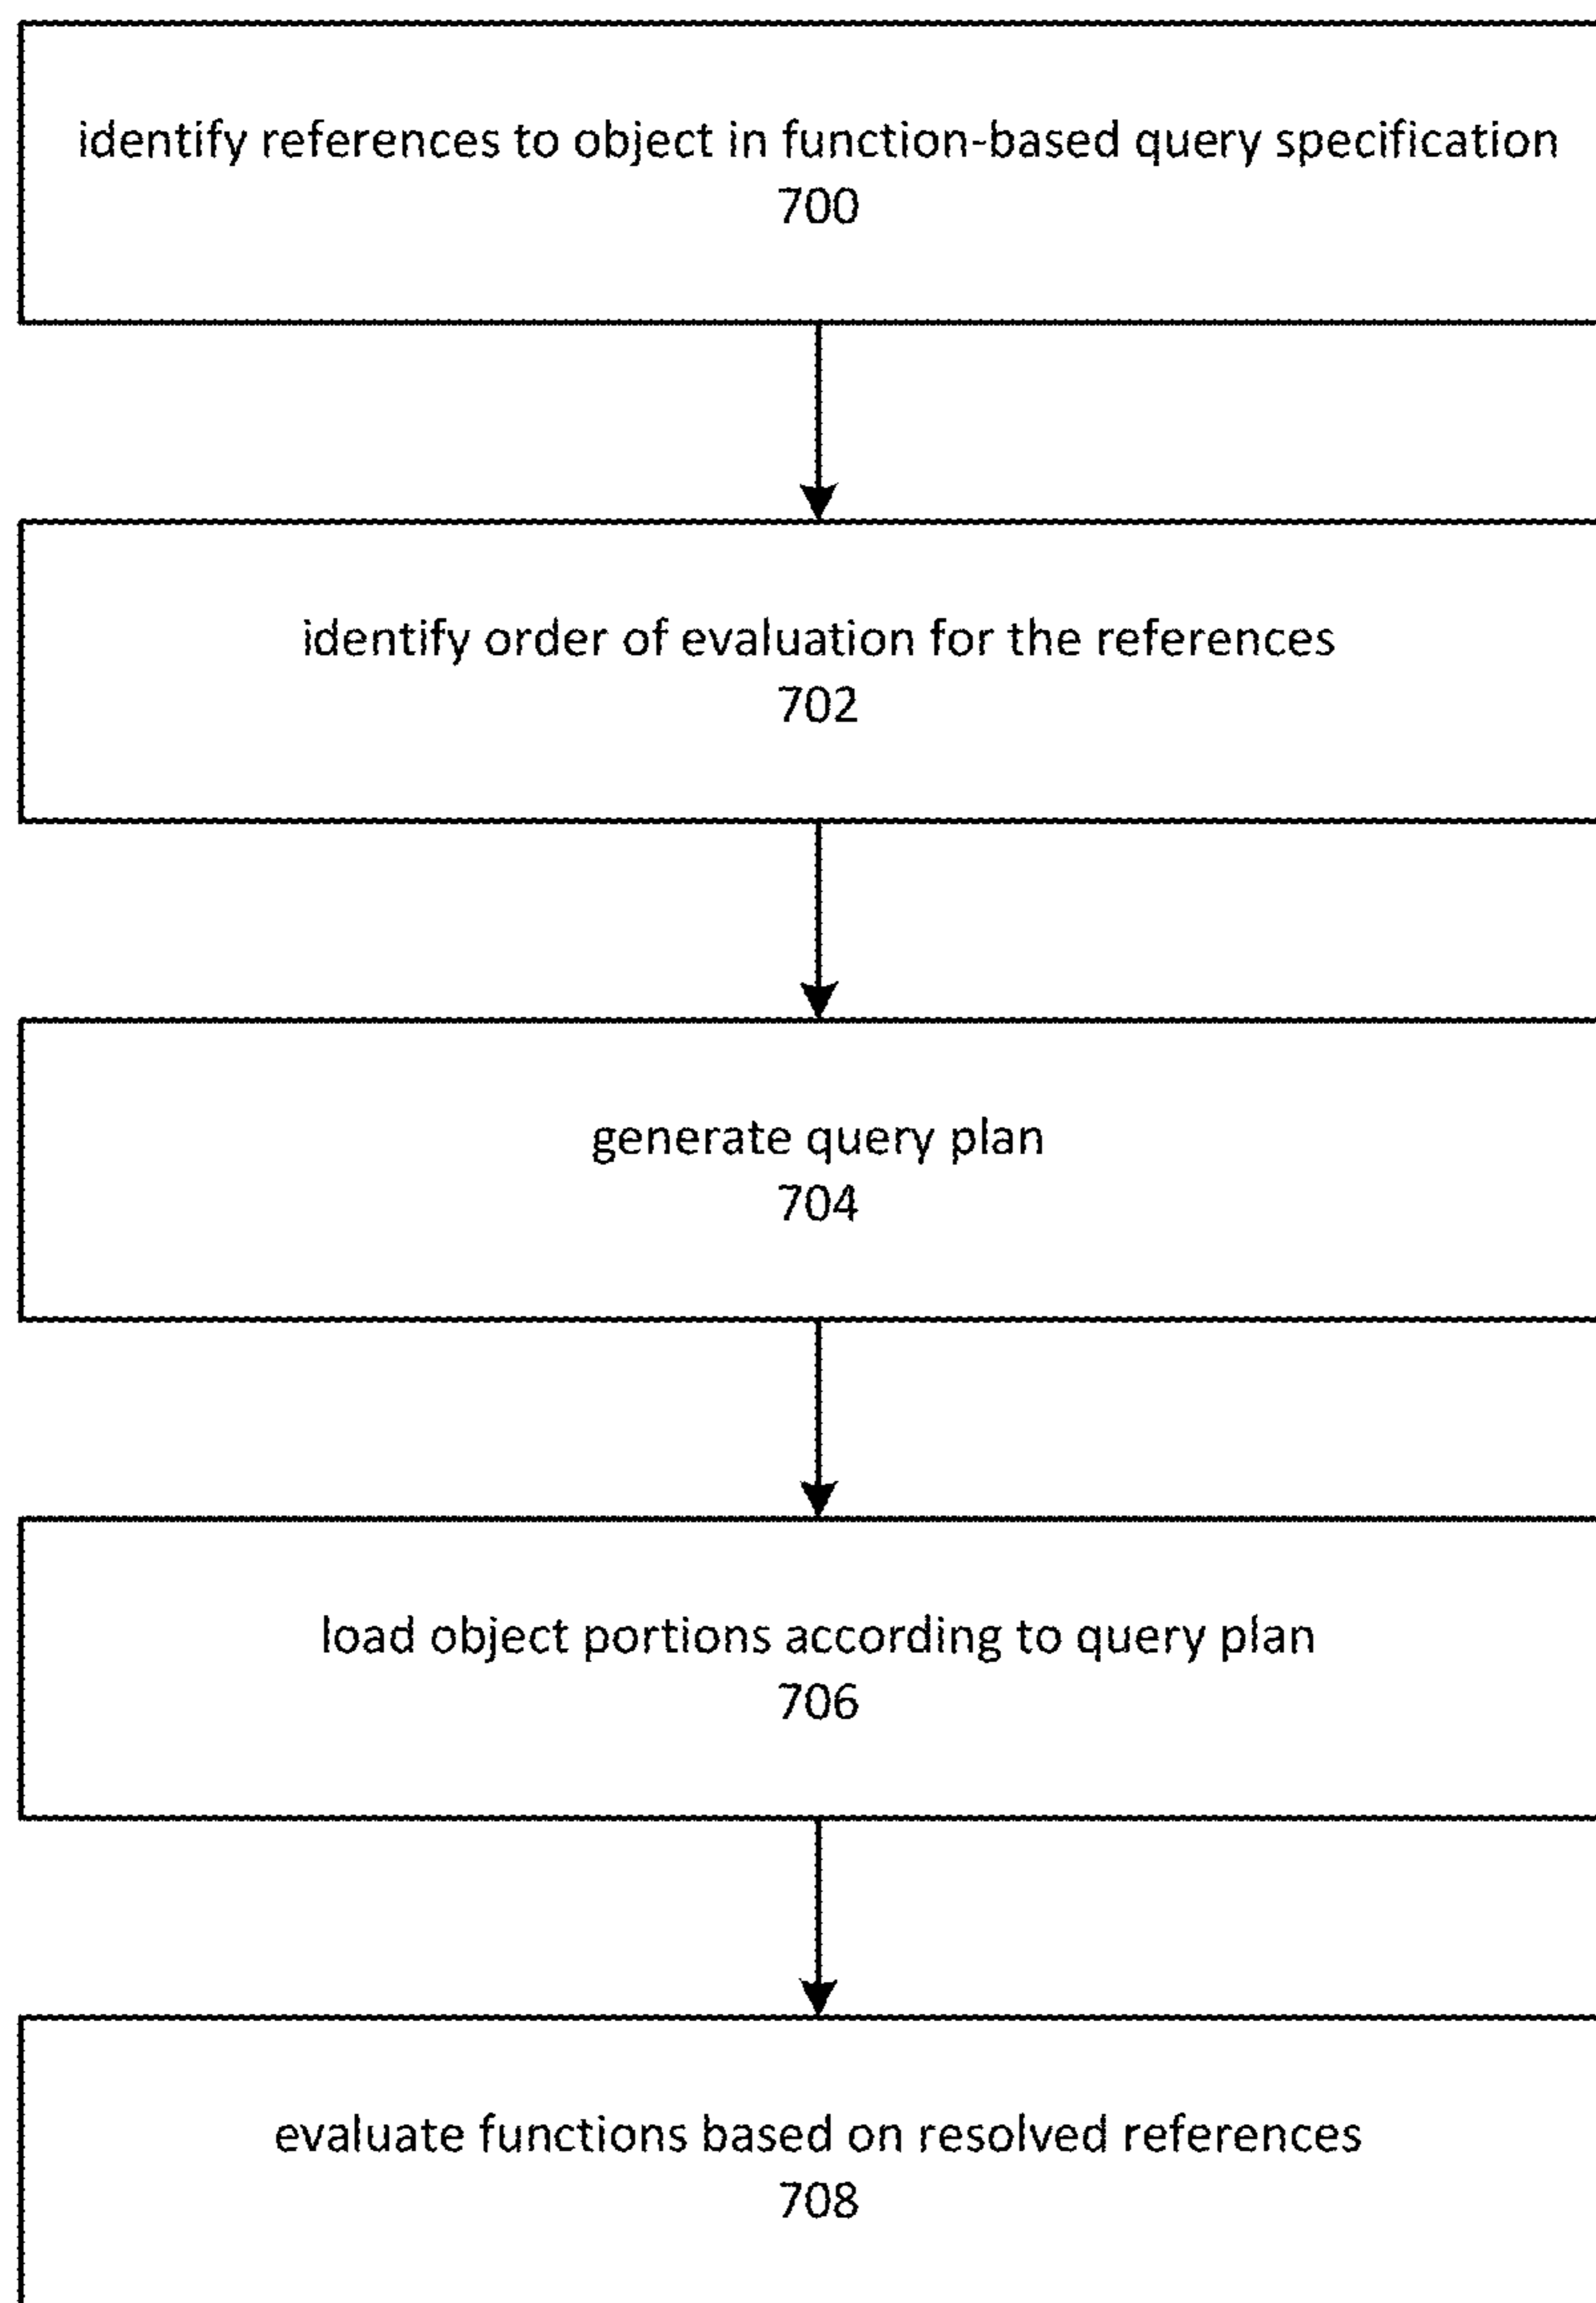 identify references to object in function-based query specification
700
identify order of evaluation for the references
702
generate query plan
704
load object portions according to query plan
706
evaluate functions based on resolved references
708